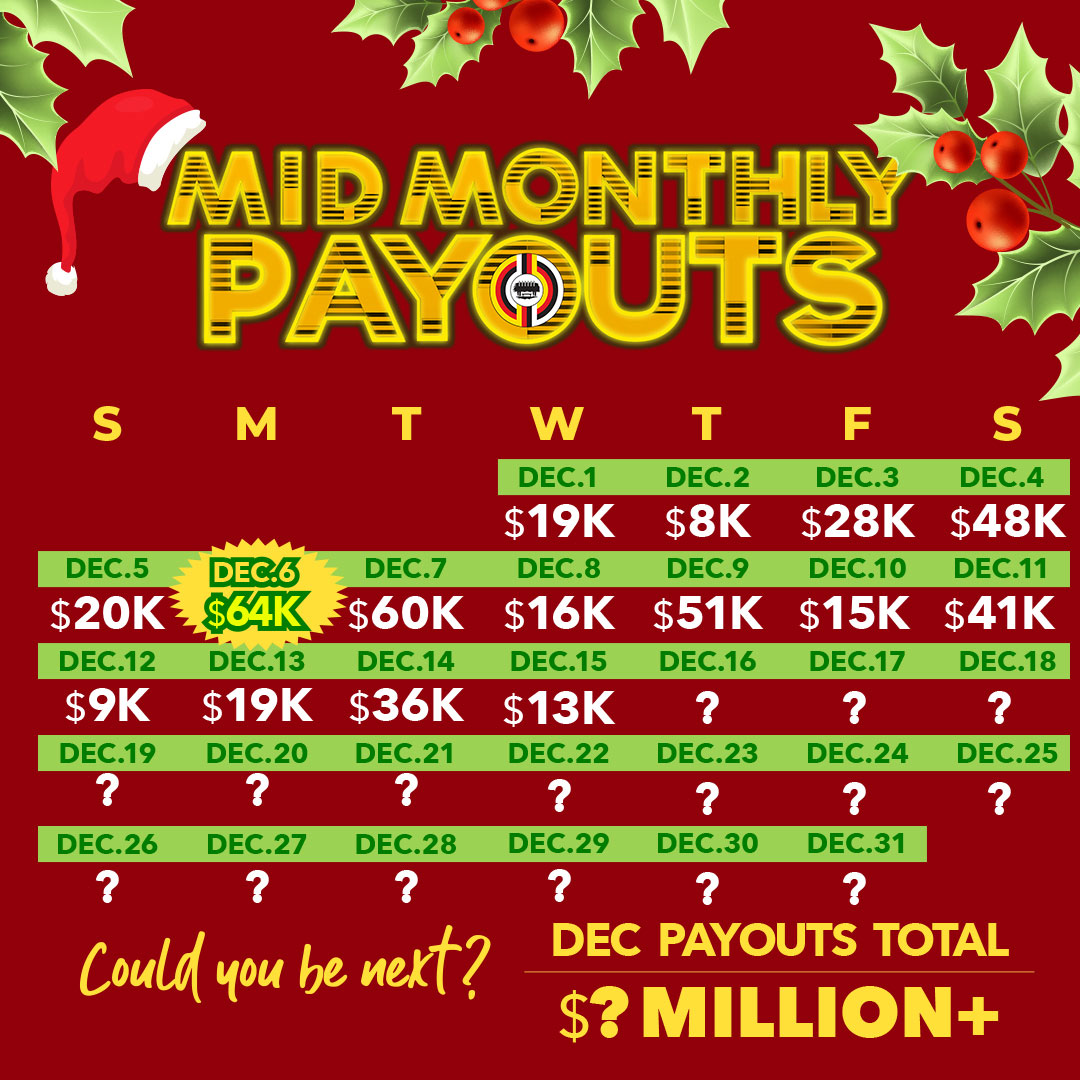 MID MONTHLY
PAYOUTS
S M T W T F S
DEC.1 DEC.2 DEC.3 DEC.4
$19K $8K $28K $48K
DEC.5 DEC.6 DEC.7 DEC.8 DEC.9 DEC.10 DEC.11
$20K $64K $60K $16K $51K $15K $41K
DEC.12 DEC.13 DEC.14 DEC.15 DEC.16 DEC.17 DEC.18
$9K $19K $36K $13K ? ? ?
DEC.19 DEC.20 DEC.21 DEC.22 DEC.23 DEC.24 DEC.25
? ? ? ? ? ? ?
DEC.26 DEC.27 DEC.28 DEC.29 DEC.30 DEC.31
? ? ? ? ? ?
Could you be next?
DEC PAYOUTS TOTAL
$? MILLION+